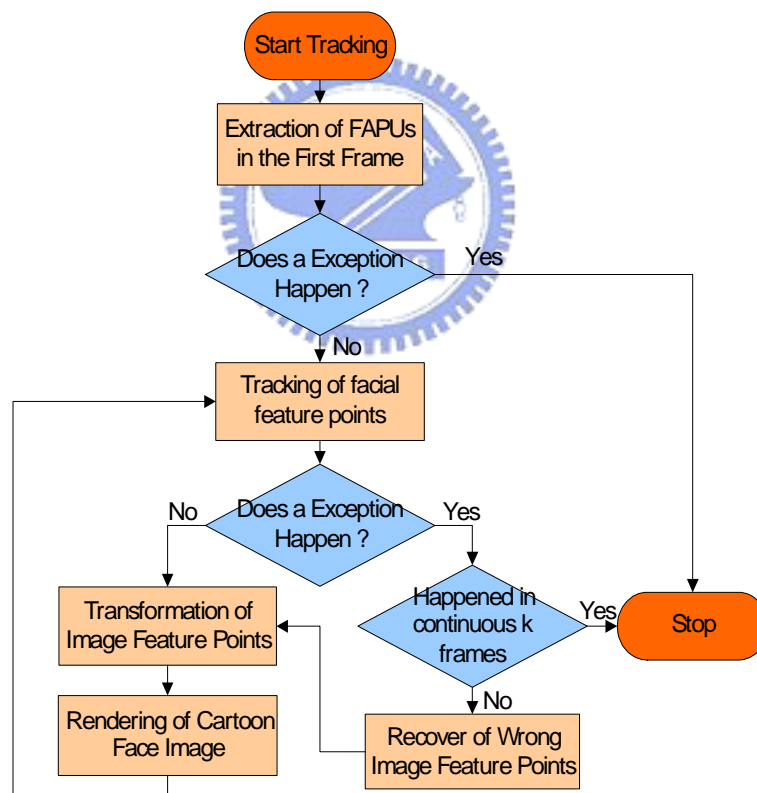 Start Tracking
Extraction of FAPUs
in the First Frame
Does a Exception
Happen ?
Yes
No
Tracking of facial
feature points
Does a Exception
Happen ?
No
Yes
Transformation of
Image Feature Points
Happened in
continuous k
frames
Yes
Stop
No
Rendering of Cartoon
Face Image
Recover of Wrong
Image Feature Points